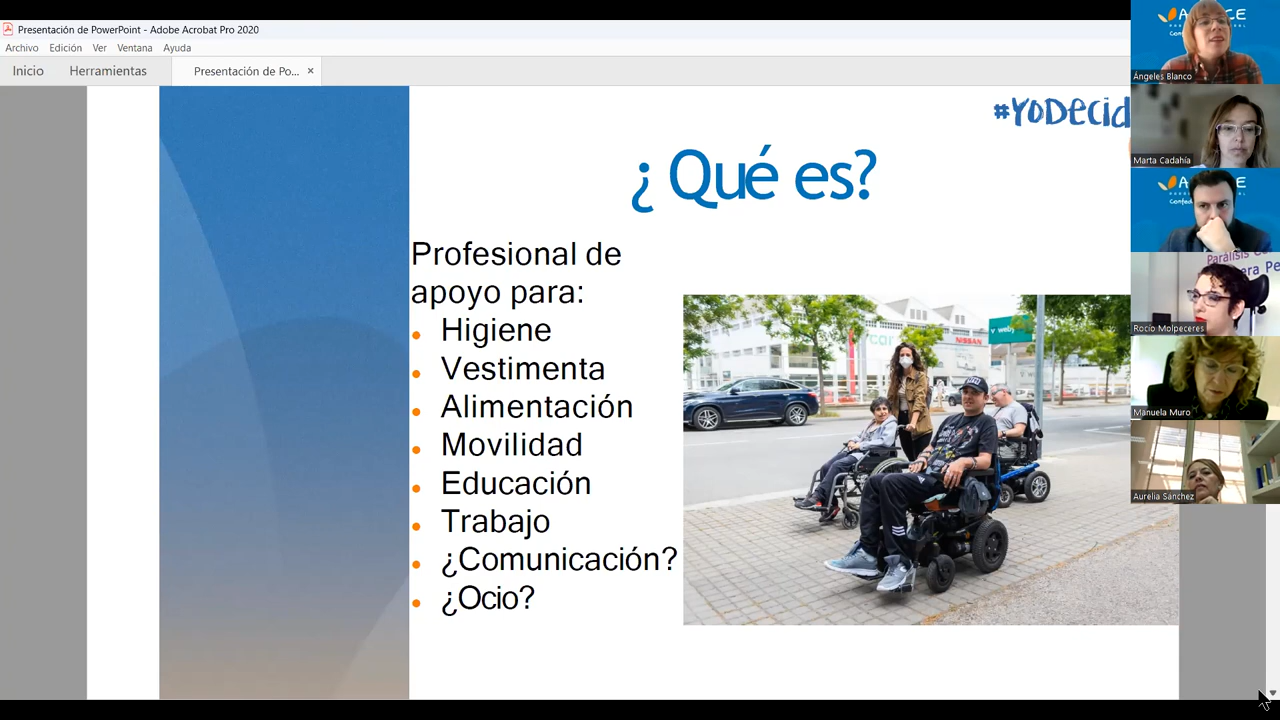 Presentación de PowerPoint - Adobe Acrobat Pro 2020
Archivo Edición Ver Ventana Ayuda
Inicio Herramientas Presentación de Po... ×
#YoDecid
¿Qué es?
Profesional de
apoyo para:
• Higiene
• Vestimenta
• Alimentación
• Movilidad
• Educación
• Trabajo
• ¿Comunicación?
• ¿Ocio?
NISSAN
Ángeles Blanco
Marta Cadahía
Rocío Molpeceres
Manuela Muro
Aurelia Sánchez